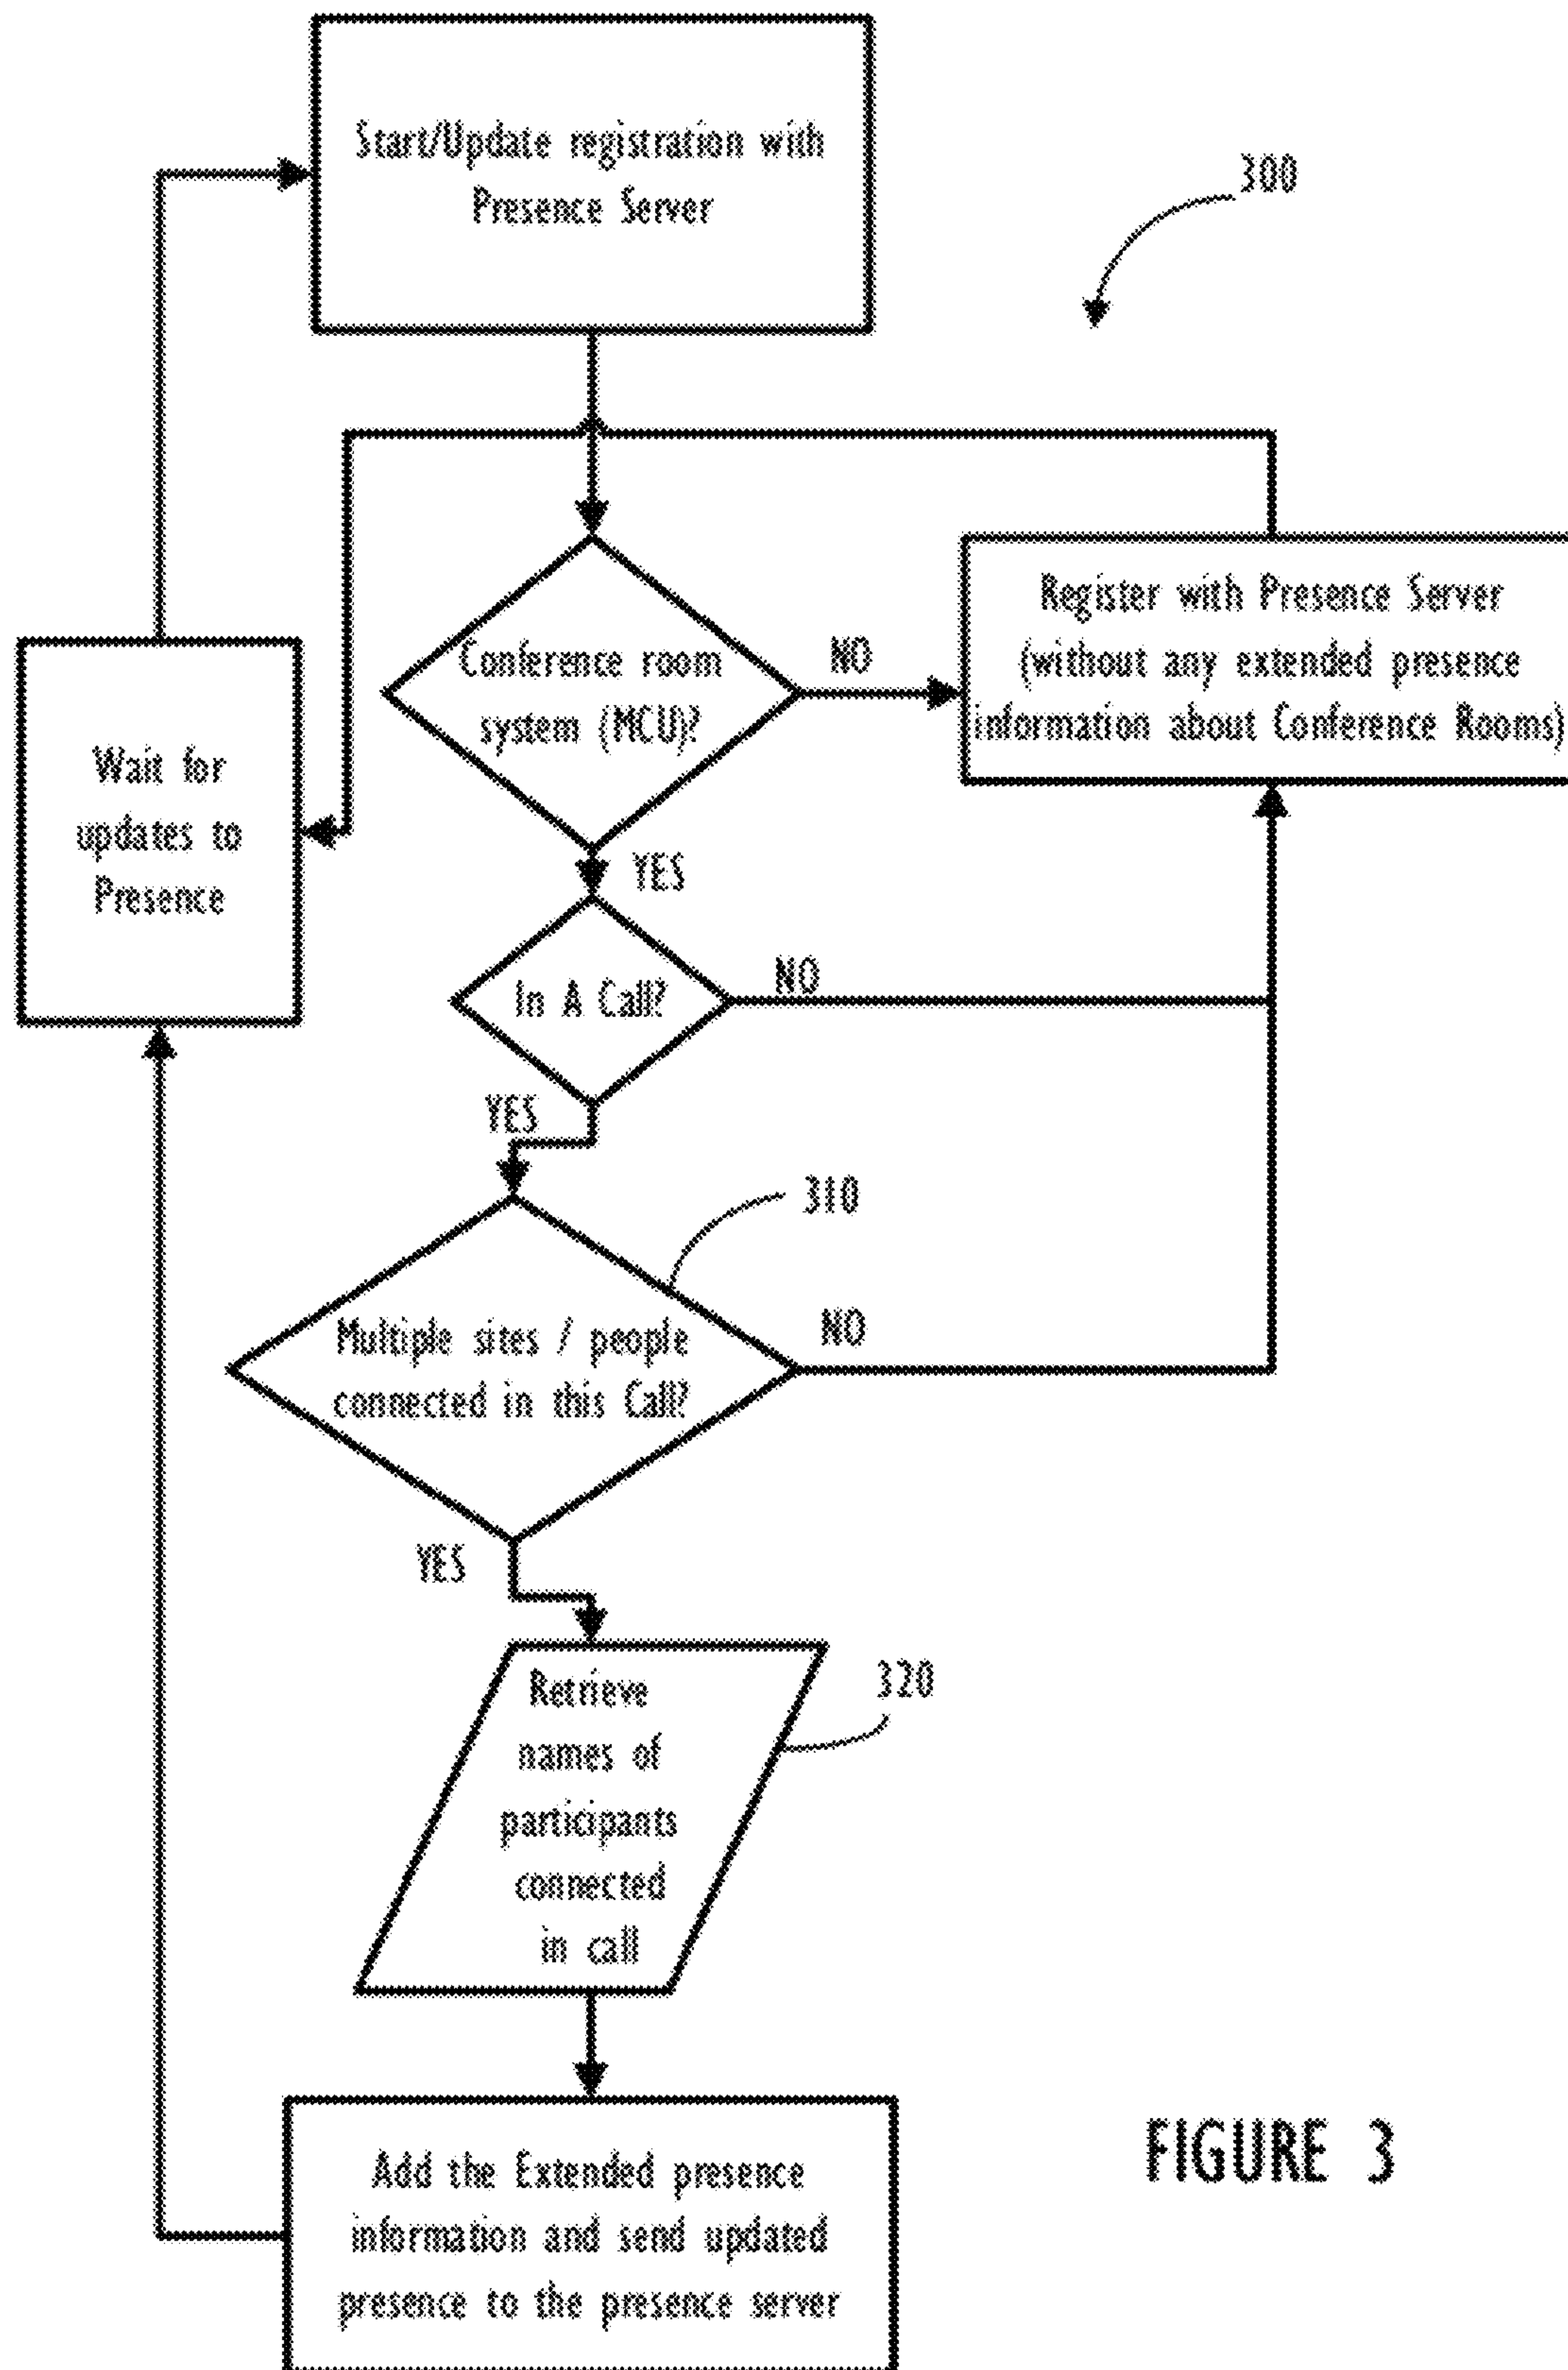 Start/Update registration with
Presence Server
300
Conference room
system (MCU)?
NO
Register with Presence Server
(without any extended presence
information about Conference Rooms)
Wait for
updates to
Presence
YES
In A Call?
NO
YES
310
Multiple sites / people
connected in this Call?
NO
YES
Retrieve
names of
participants
connected
in call
320
Add the Extended presence
information and send updated
presence to the presence server
FIGURE 3